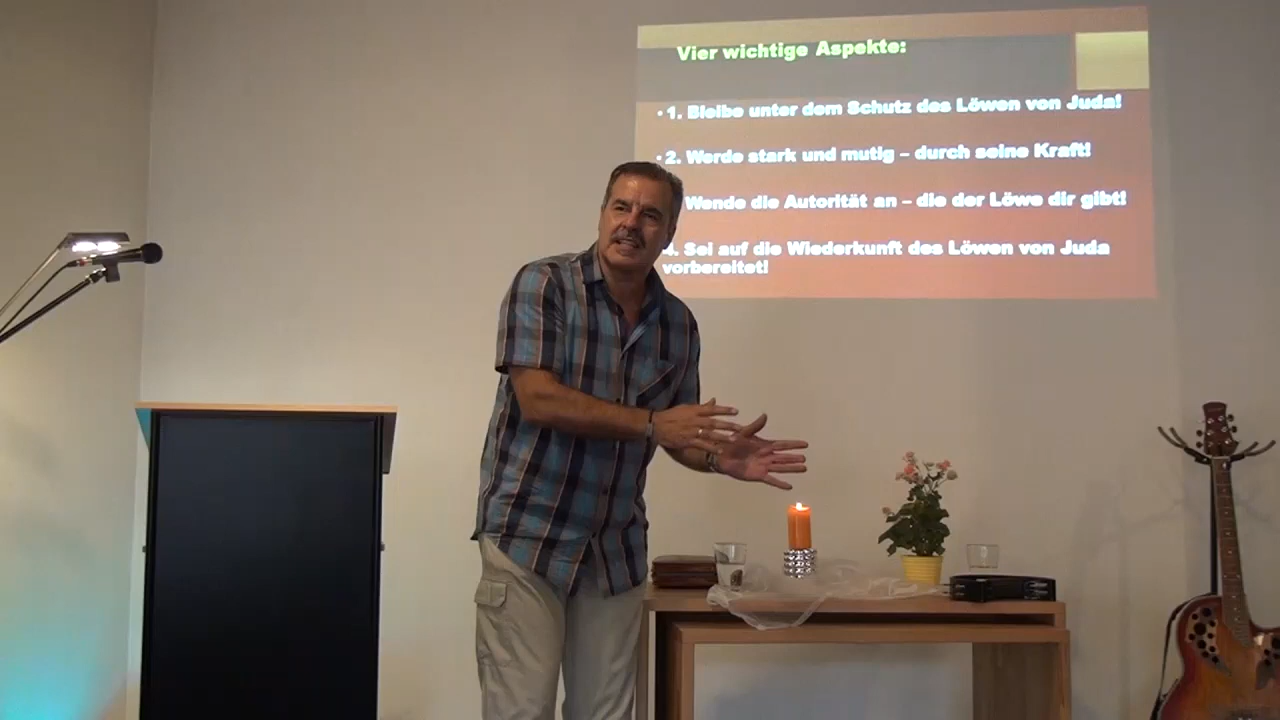 Vier wichtige Aspekte:
• 1. Bleibe unter dem Schutz des Löwen von Juda!
• 2. Werde stark und mutig – durch seine Kraft!
Wende die Autorität an – die der Löwe dir gibt!
4. Sei auf die Wiederkunft des Löwen von Juda
vorbereitet!